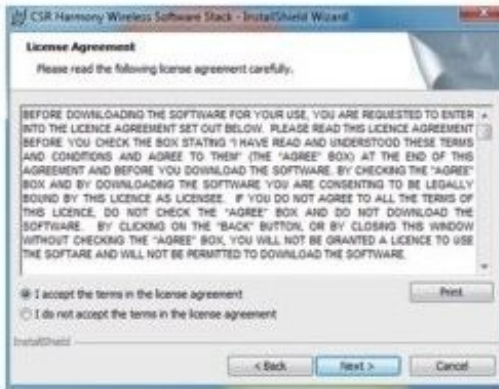 CSR Harmony Wireless Software Stack - InstallShield Wizard
License Agreement
Please read the following license agreement carefully.
BEFORE DOWNLOADING THE SOFTWARE FOR YOUR USE, YOU ARE REQUESTED TO ENTER
INTO THE LICENCE AGREEMENT SET OUT BELOW. PLEASE READ THIS LICENCE AGREEMENT
BEFORE YOU CHECK THE BOX STATING "I HAVE READ AND UNDERSTOOD THESE TERMS
AND CONDITIONS AND AGREE TO THEM" (THE "AGREE" BOX) AT THE END OF THIS
AGREEMENT AND BEFORE YOU DOWNLOAD THE SOFTWARE. BY CHECKING THE "AGREE"
BOX AND BY DOWNLOADING THE SOFTWARE YOU ARE CONSENTING TO BE LEGALLY
BOUND BY THIS LICENCE AS LICENSEE. IF YOU DO NOT AGREE TO ALL THE TERMS OF
THIS LICENCE, DO NOT CHECK THE "AGREE" BOX AND DO NOT DOWNLOAD THE
SOFTWARE. BY CLICKING ON THE "BACK" BUTTON, OR BY CLOSING THIS WINDOW
WITHOUT CHECKING THE "AGREE" BOX, YOU WILL NOT BE GRANTED A LICENCE TO USE
THE SOFTARE AND WILL NOT BE PERMITTED TO DOWNLOAD THE SOFTWARE.
I accept the terms in the license agreement
Print
I do not accept the terms in the license agreement
InstallShield
< Back
Next >
Cancel